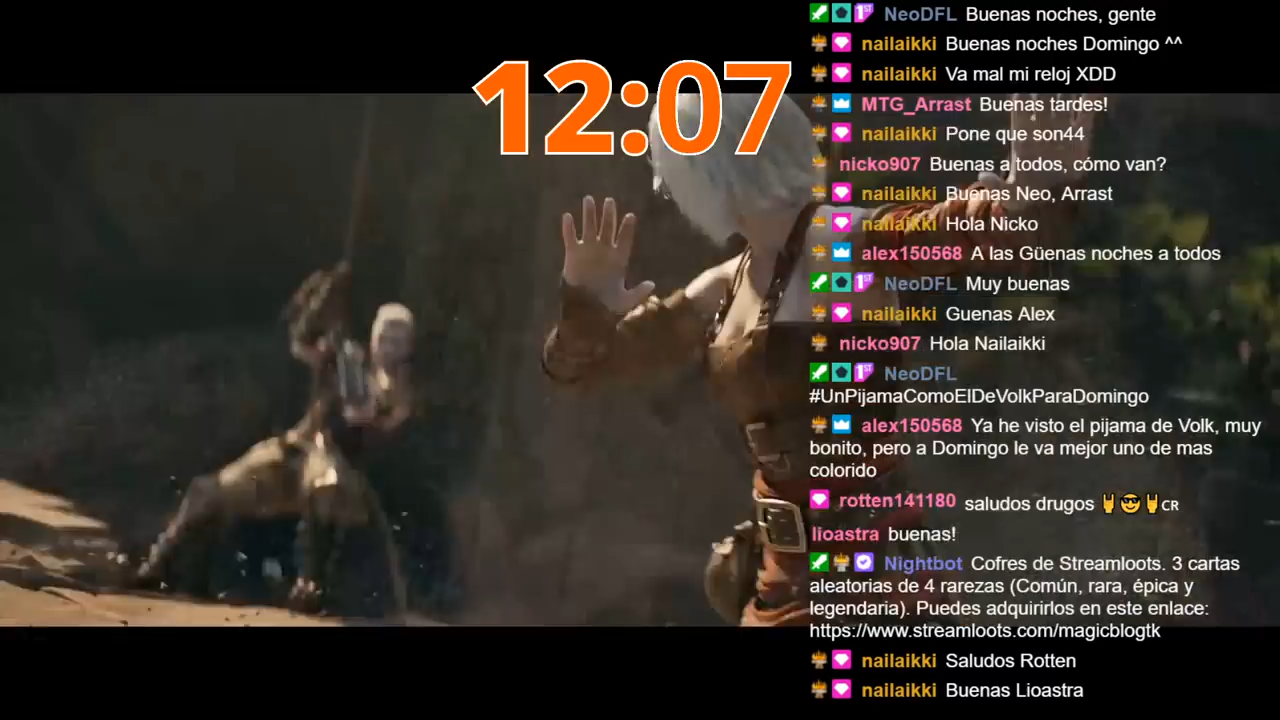 12:07
NeoDFL Buenas noches, gente
nailaikki Buenas noches Domingo ^^
nailaikki Va mal mi reloj XDD
MTG_Arrast Buenas tardes!
nailaikki Pone que son44
nicko907 Buenas a todos, cómo van?
nailaikki Buenas Neo, Arrast
nailaikki Hola Nicko
alex150568 A las Güenas noches a todos
NeoDFL Muy buenas
nailaikki Guenas Alex
nicko907 Hola Nailaikki
NeoDFL
#UnPijamaComoElDeVolkParaDomingo
alex150568 Ya he visto el pijama de Volk, muy
bonito, pero a Domingo le va mejor uno de mas
colorido
rotten141180 saludos drugos 🤘😎🤘CR
lioastra buenas!
Nightbot Cofres de Streamloots. 3 cartas
aleatorias de 4 rarezas (Común, rara, épica y
legendaria). Puedes adquirirlos en este enlace:
https://www.streamloots.com/magicblogtk
nailaikki Saludos Rotten
nailaikki Buenas Lioastra